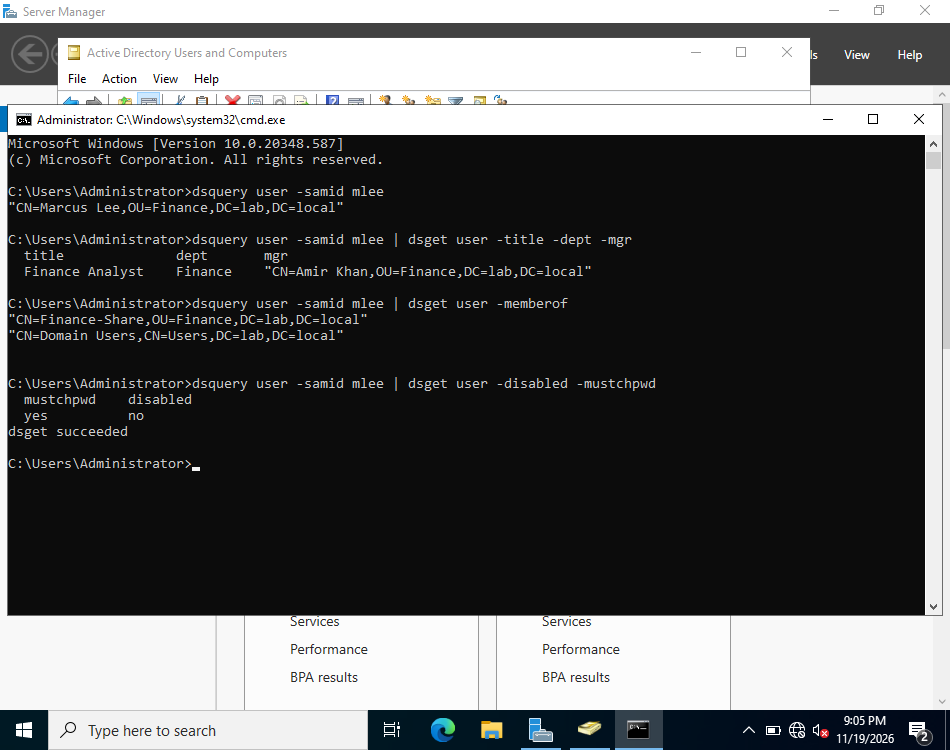 Server Manager
Active Directory Users and Computers
View Help
File Action View Help
Administrator: C:\Windows\system32\cmd.exe
Microsoft Windows [Version 10.0.20348.587]
(c) Microsoft Corporation. All rights reserved.
C:\Users\Administrator>dsquery user -samid mlee
"CN=Marcus Lee,OU=Finance,DC=lab,DC=local"
C:\Users\Administrator>dsquery user -samid mlee | dsget user -title -dept -mgr
title dept mgr
Finance Analyst Finance "CN=Amir Khan,OU=Finance,DC=lab,DC=local"
C:\Users\Administrator>dsquery user -samid mlee | dsget user -memberof
"CN=Finance-Share,OU=Finance,DC=lab,DC=local"
"CN=Domain Users,CN=Users,DC=lab,DC=local"
C:\Users\Administrator>dsquery user -samid mlee | dsget user -disabled -mustchpwd
mustchpwd disabled
yes no
dsget succeeded
C:\Users\Administrator>
Services Services
Performance Performance
BPA results BPA results
Type here to search
9:05 PM
11/19/2026
2